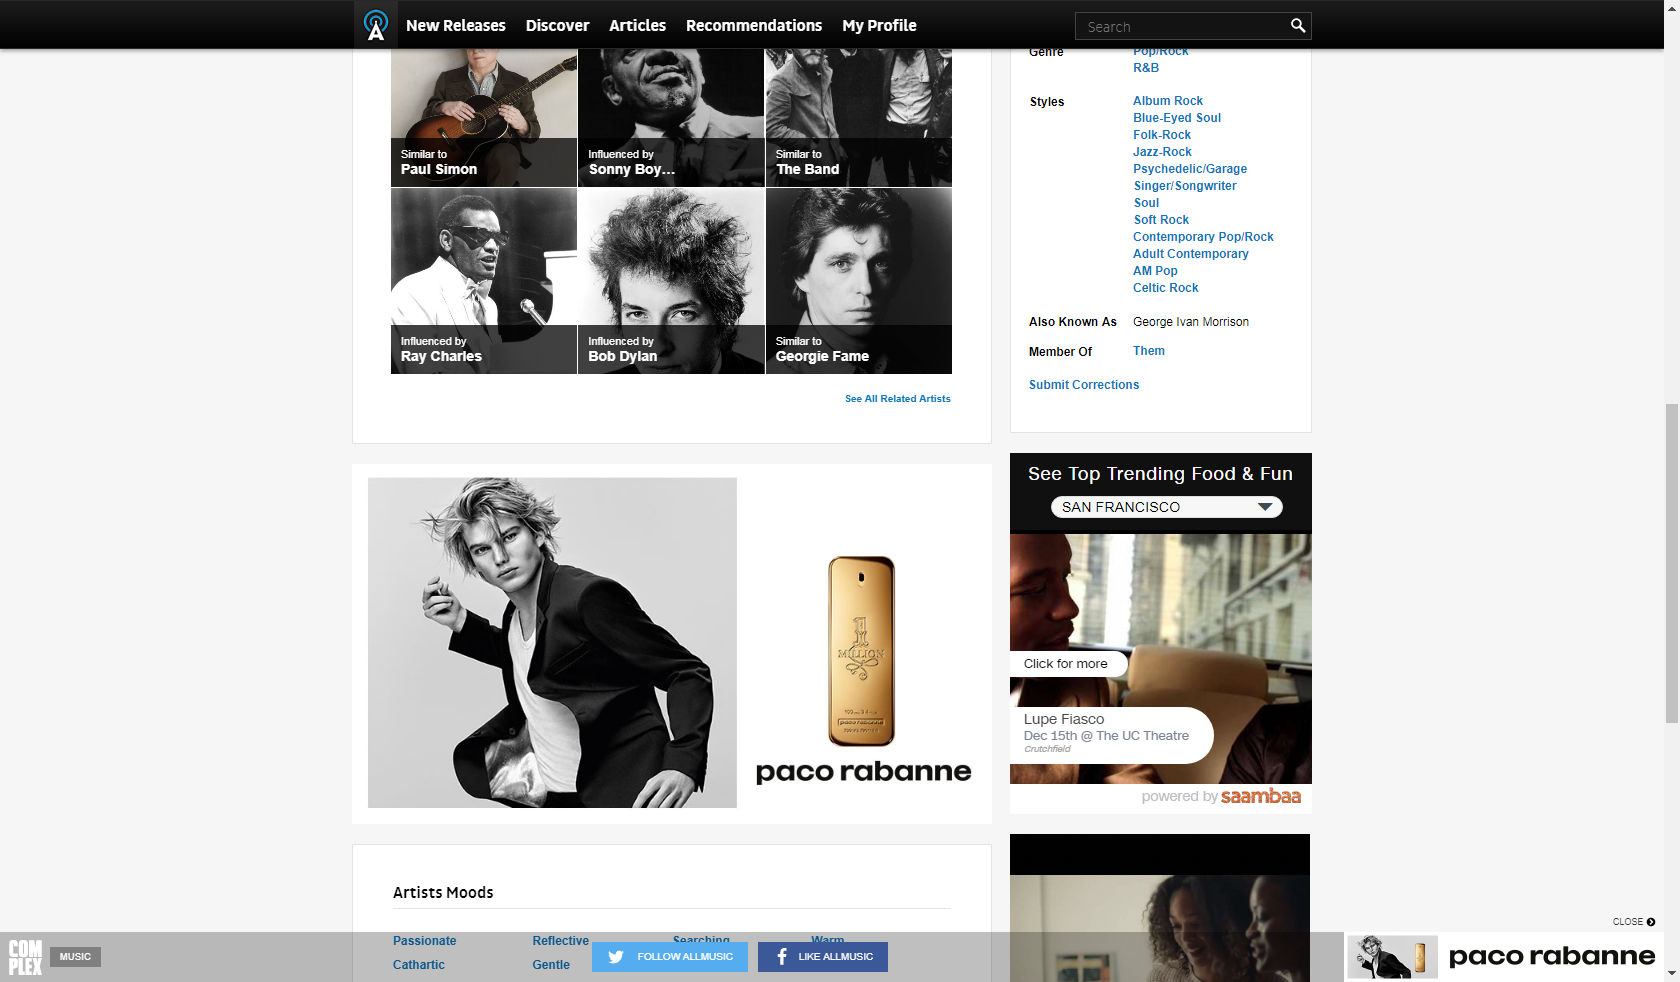 New Releases
Discover
Articles
Recommendations
My Profile
Search
Similar to
Paul Simon
Influenced by
Sonny Boy...
Similar to
The Band
Influenced by
Ray Charles
Influenced by
Bob Dylan
Similar to
Georgie Fame
See All Related Artists
Genre
Pop/Rock
R&B
Styles
Album Rock
Blue-Eyed Soul
Folk-Rock
Jazz-Rock
Psychedelic/Garage
Singer/Songwriter
Soul
Soft Rock
Contemporary Pop/Rock
Adult Contemporary
AM Pop
Celtic Rock
Also Known As
George Ivan Morrison
Member Of
Them
Submit Corrections
1
MILLION
paco rabanne
paco rabanne
See Top Trending Food & Fun
SAN FRANCISCO
Click for more
Lupe Fiasco
Dec 15th @ The UC Theatre
Crutchfield
powered by saambaa
Artists Moods
Passionate
Reflective
Searching
Warm
Cathartic
Gentle
COM
PLEX
MUSIC
FOLLOW ALLMUSIC
LIKE ALLMUSIC
CLOSE
paco rabanne